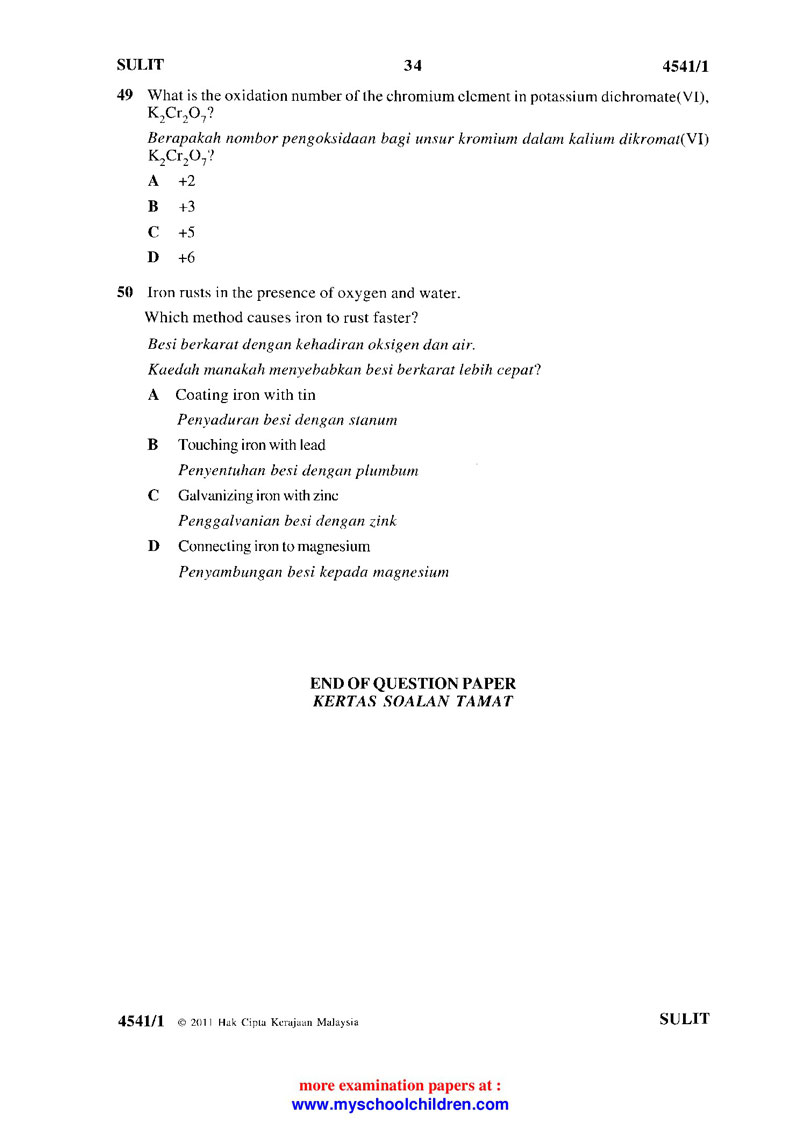 SULIT 34 4541/1
49 What is the oxidation number of the chromium element in potassium dichromate(VI),
K₂Cr₂O₇?
Berapakah nombor pengoksidaan bagi unsur kromium dalam kalium dikromat(VI)
K₂Cr₂O₇?
A +2
B +3
C +5
D +6
50 Iron rusts in the presence of oxygen and water.
Which method causes iron to rust faster?
Besi berkarat dengan kehadiran oksigen dan air.
Kaedah manakah menyebabkan besi berkarat lebih cepat?
A Coating iron with tin
Penyaduran besi dengan stanum
B Touching iron with lead
Penyentuhan besi dengan plumbum
C Galvanizing iron with zinc
Penggalvanian besi dengan zink
D Connecting iron to magnesium
Penyambungan besi kepada magnesium
END OF QUESTION PAPER
KERTAS SOALAN TAMAT
4541/1 © 2011 Hak Cipta Kerajaan Malaysia SULIT
more examination papers at :
www.myschoolchildren.com